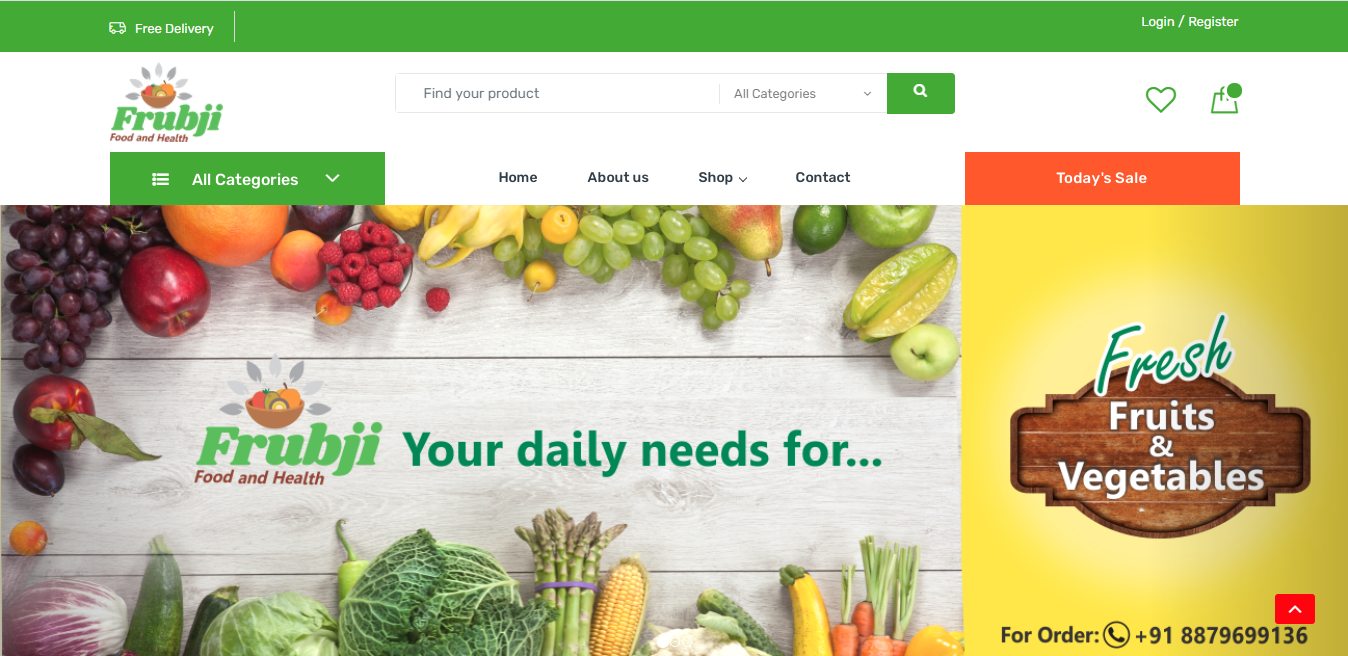 Free Delivery
Login / Register
Frubji
Food and Health
Find your product
All Categories
All Categories
Home
About us
Shop
Contact
Today's Sale
Frubji
Food and Health
Your daily needs for...
Fresh
Fruits
&
Vegetables
For Order: +91 8879699136